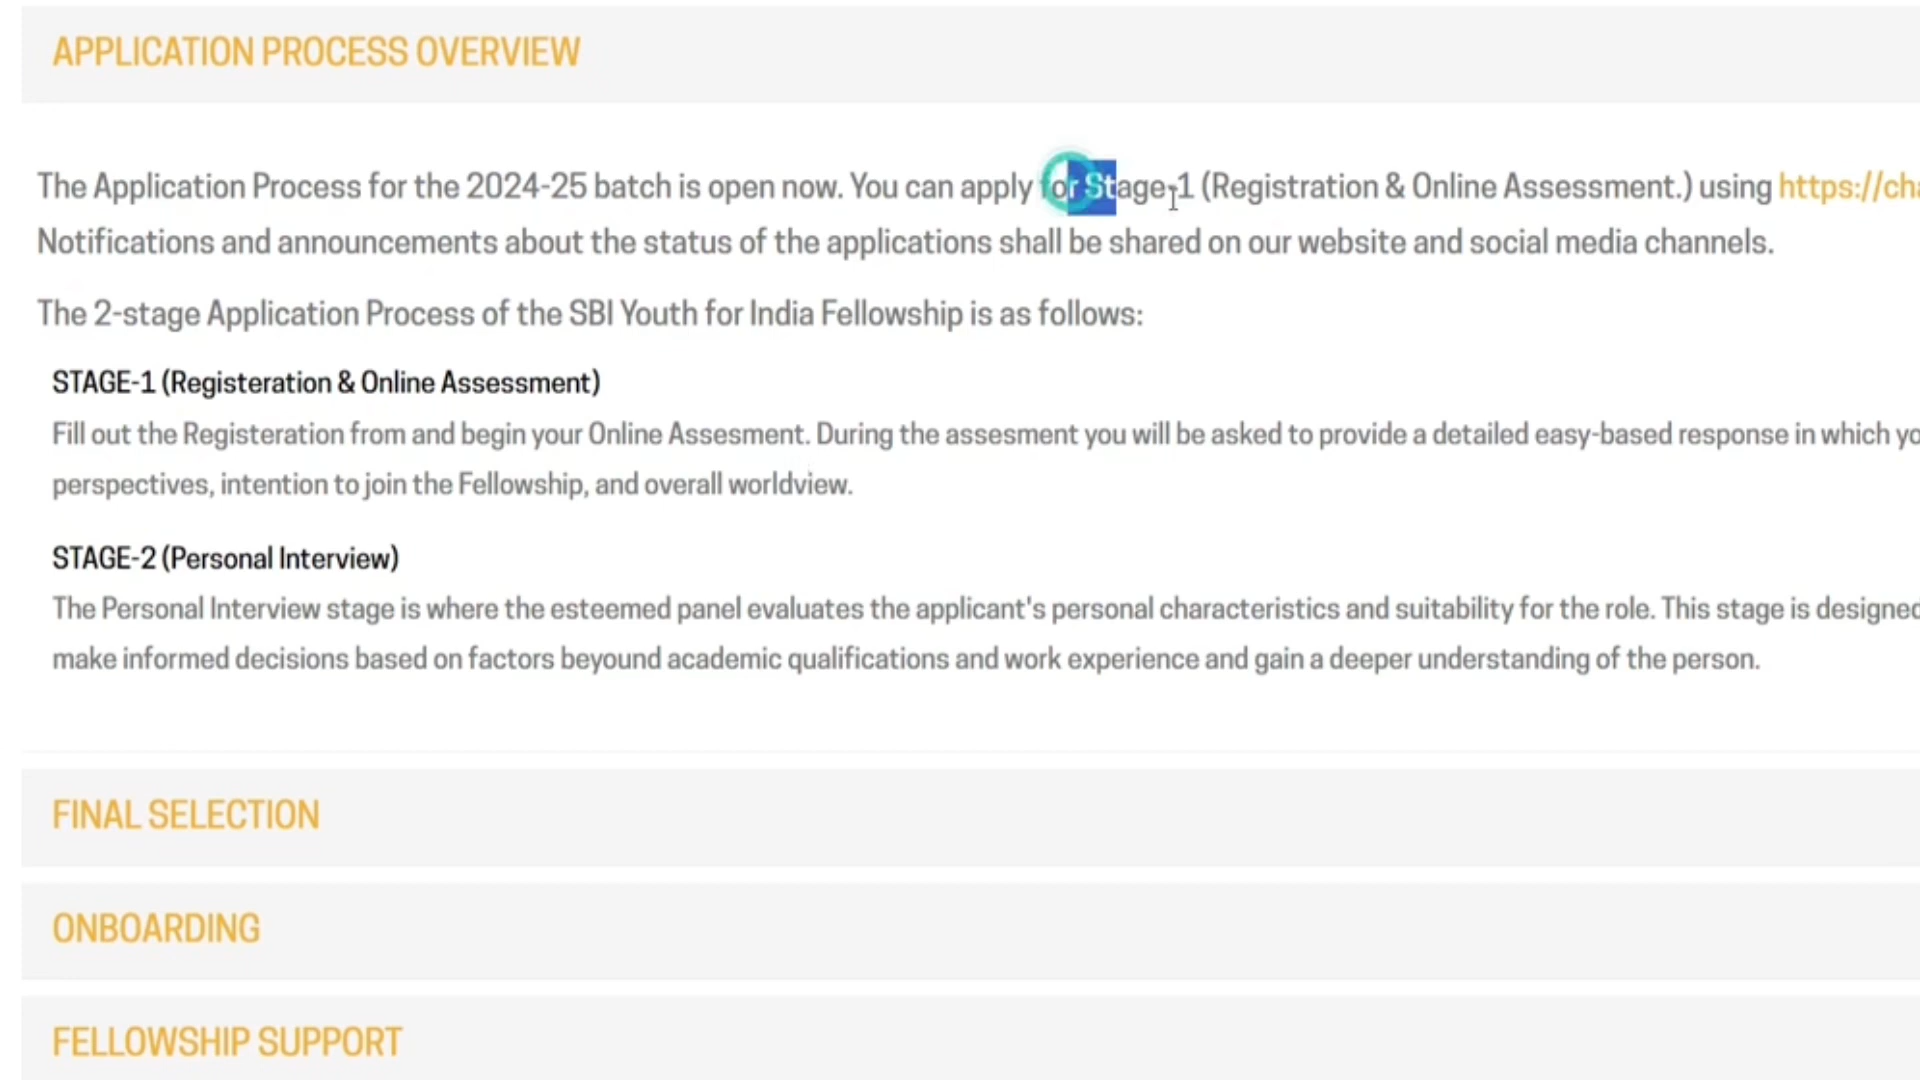 APPLICATION PROCESS OVERVIEW
The Application Process for the 2024-25 batch is open now. You can apply for Stage-1 (Registration & Online Assessment.) using https://ch
Notifications and announcements about the status of the applications shall be shared on our website and social media channels.
The 2-stage Application Process of the SBI Youth for India Fellowship is as follows:
STAGE-1 (Registeration & Online Assessment)
Fill out the Registeration from and begin your Online Assesment. During the assesment you will be asked to provide a detailed easy-based response in which yo
perspectives, intention to join the Fellowship, and overall worldview.
STAGE-2 (Personal Interview)
The Personal Interview stage is where the esteemed panel evaluates the applicant's personal characteristics and suitability for the role. This stage is designed
make informed decisions based on factors beyound academic qualifications and work experience and gain a deeper understanding of the person.
FINAL SELECTION
ONBOARDING
FELLOWSHIP SUPPORT